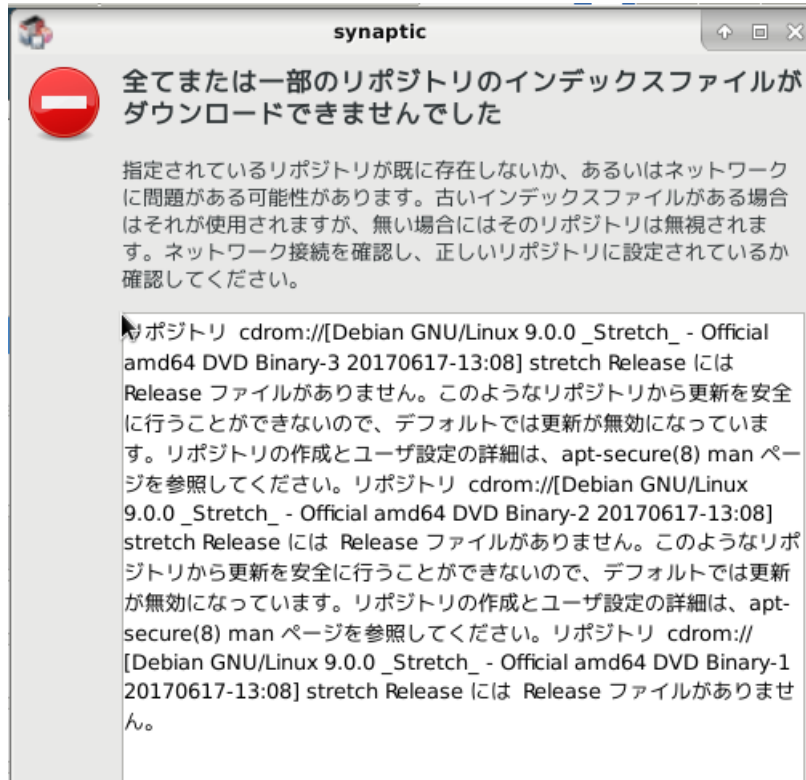 synaptic
全てまたは一部のリポジトリのインデックスファイルが
ダウンロードできませんでした
指定されているリポジトリが既に存在しないか、あるいはネットワーク
に問題がある可能性があります。古いインデックスファイルがある場合
はそれが使用されますが、無い場合にはそのリポジトリは無視されま
す。ネットワーク接続を確認し、正しいリポジトリに設定されているか
確認してください。
リポジトリ cdrom://[Debian GNU/Linux 9.0.0 _Stretch_ - Official
amd64 DVD Binary-3 20170617-13:08] stretch Release には
Release ファイルがありません。このようなリポジトリから更新を安全
に行うことができないので、デフォルトでは更新が無効になっていま
す。リポジトリの作成とユーザ設定の詳細は、apt-secure(8) man ペー
ジを参照してください。リポジトリ cdrom://[Debian GNU/Linux
9.0.0 _Stretch_ - Official amd64 DVD Binary-2 20170617-13:08]
stretch Release には Release ファイルがありません。このようなリポ
ジトリから更新を安全に行うことができないので、デフォルトでは更新
が無効になっています。リポジトリの作成とユーザ設定の詳細は、apt-
secure(8) man ページを参照してください。リポジトリ cdrom://
[Debian GNU/Linux 9.0.0 _Stretch_ - Official amd64 DVD Binary-1
20170617-13:08] stretch Release には Release ファイルがありませ
ん。